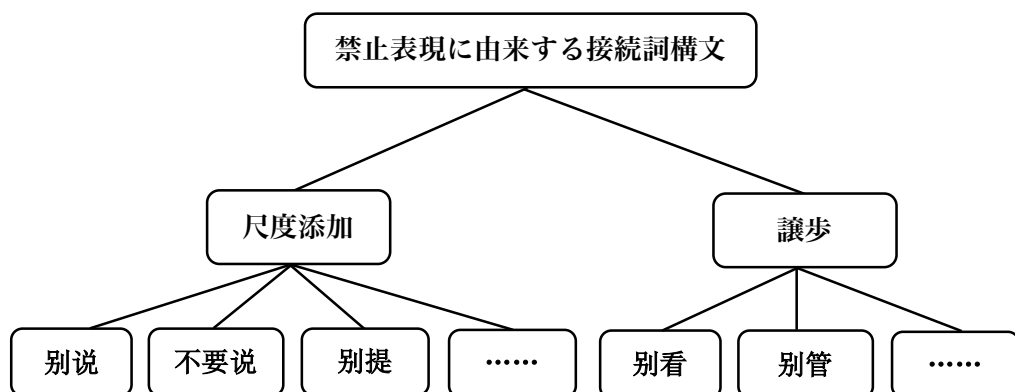 禁止表現に由来する接続詞構文
尺度添加
譲歩
别说
不要说
别提
……
别看
别管
……